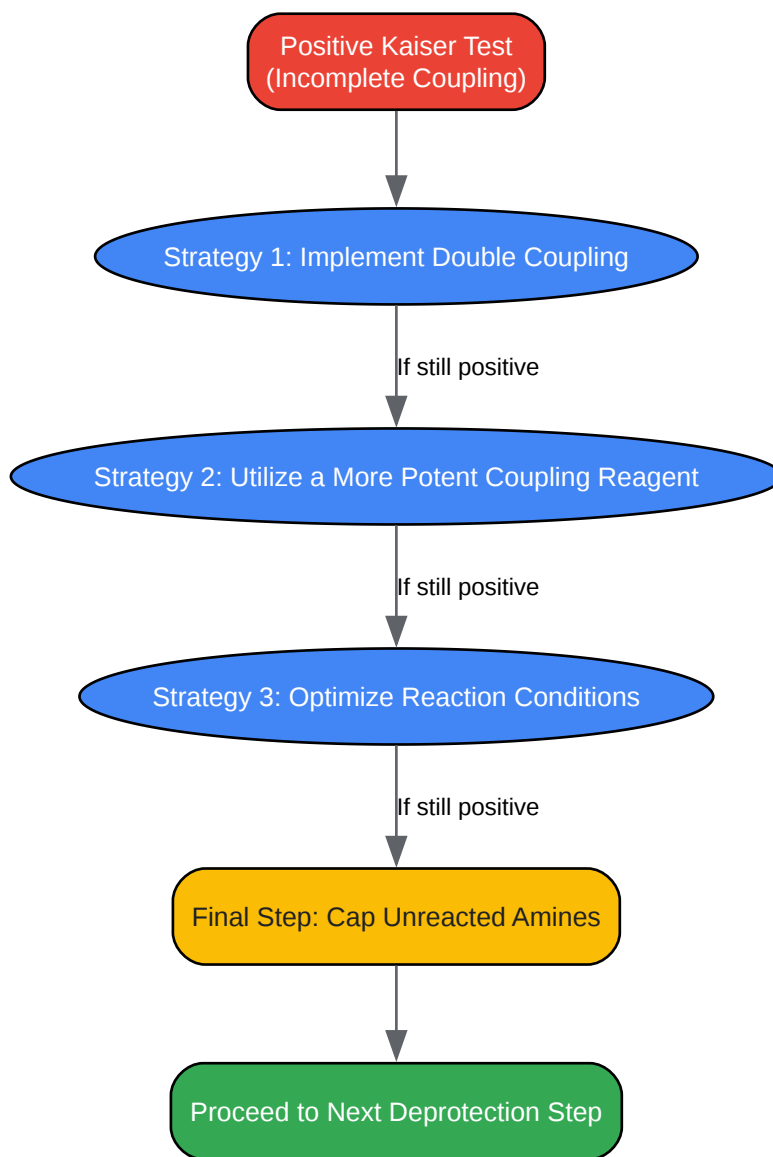 Positive Kaiser Test
(Incomplete Coupling)
Strategy 1: Implement Double Coupling
If still positive
Strategy 2: Utilize a More Potent Coupling Reagent
If still positive
Strategy 3: Optimize Reaction Conditions
If still positive
Final Step: Cap Unreacted Amines
Proceed to Next Deprotection Step